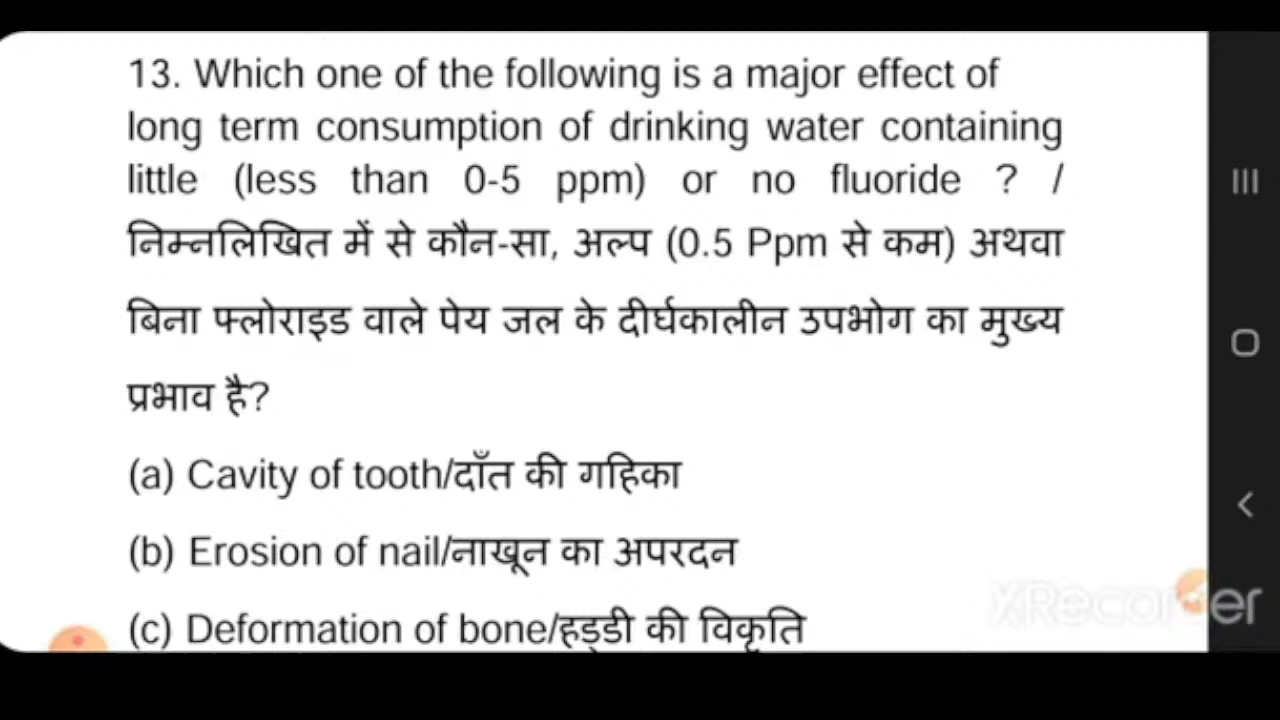 13. Which one of the following is a major effect of
long term consumption of drinking water containing
little (less than 0-5 ppm) or no fluoride ? /
निम्नलिखित में से कौन-सा, अल्प (0.5 Ppm से कम) अथवा
बिना फ्लोराइड वाले पेय जल के दीर्घकालीन उपभोग का मुख्य
प्रभाव है?
(a) Cavity of tooth/दाँत की गहिका
(b) Erosion of nail/नाखून का अपरदन
(c) Deformation of bone/हड्डी की विकृति
XRecorder